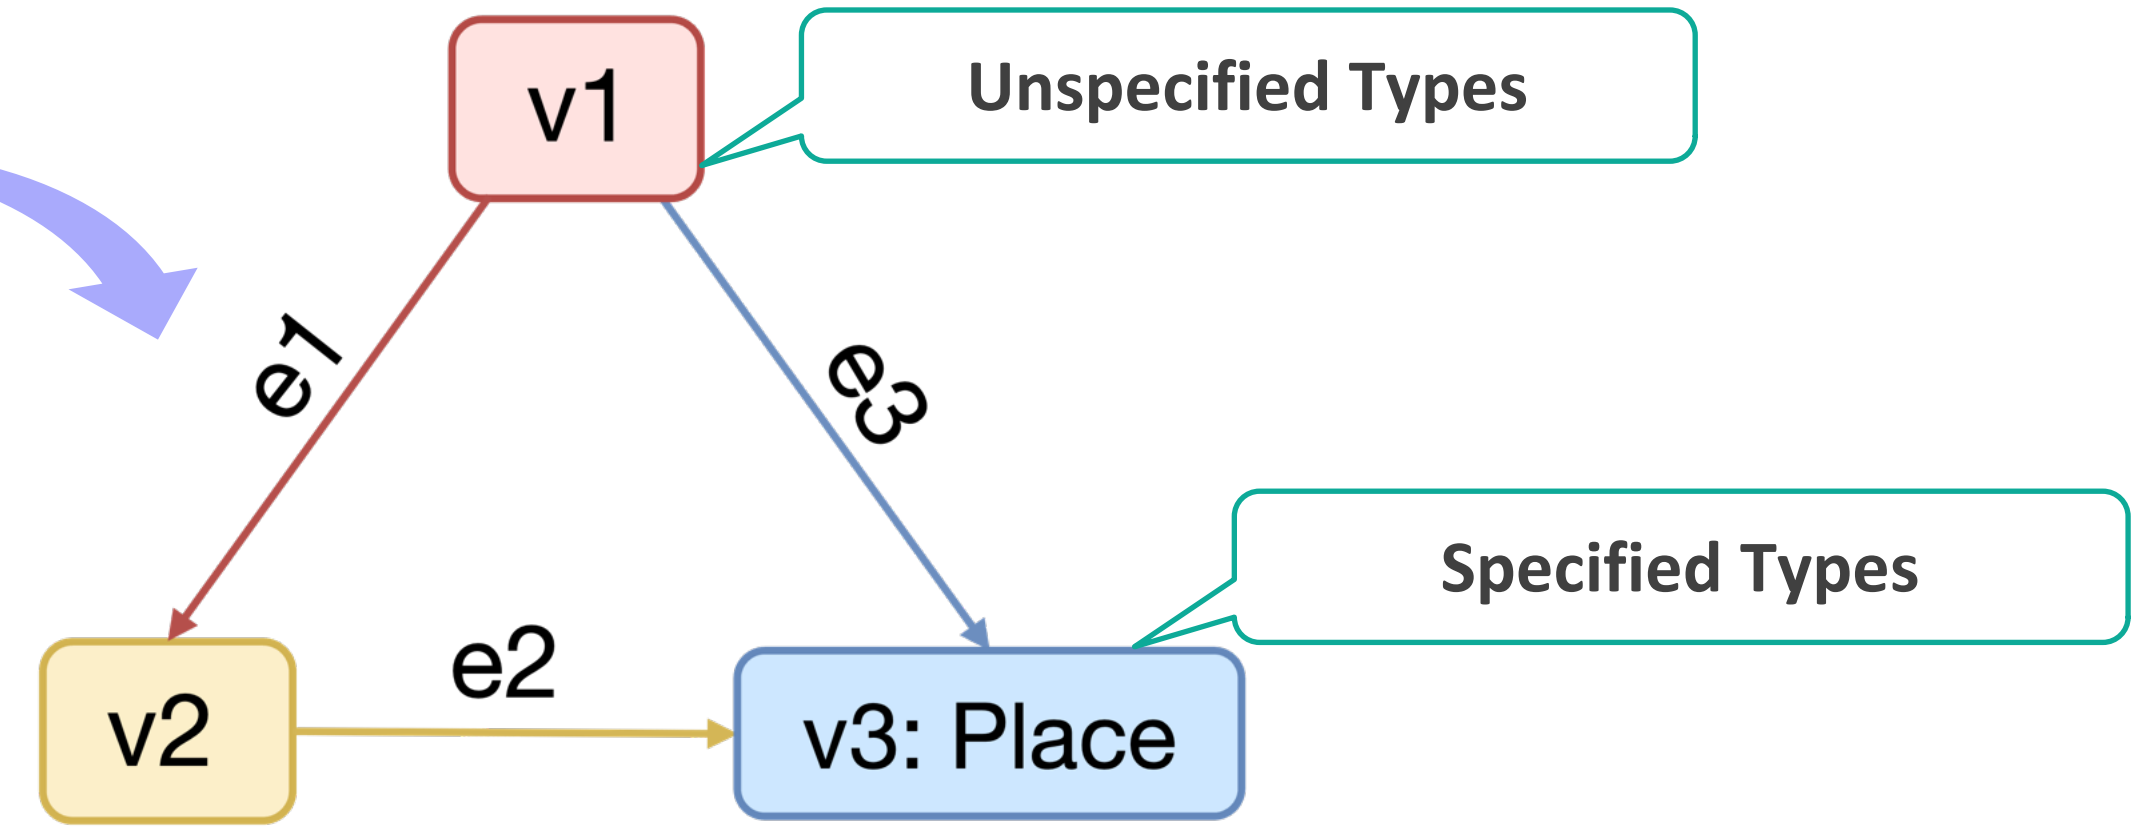 v1
Unspecified Types
e1
e3
Specified Types
e2
v2
v3: Place